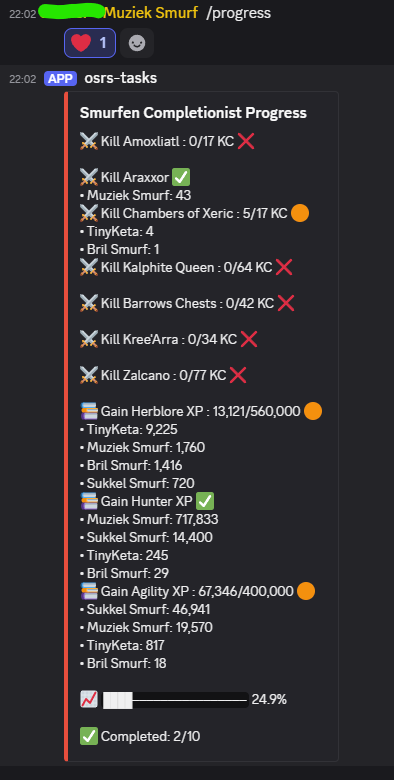 22:02 Muziek Smurf /progress
1
22:02 APP osrs-tasks
Smurfen Completionist Progress
Kill Amoxliatl : 0/17 KC ❌
Kill Araxxor ✅
• Muziek Smurf: 43
Kill Chambers of Xeric : 5/17 KC
• TinyKeta: 4
• Bril Smurf: 1
Kill Kalphite Queen : 0/64 KC ❌
Kill Barrows Chests : 0/42 KC ❌
Kill Kree'Arra : 0/34 KC ❌
Kill Zalcano : 0/77 KC ❌
Gain Herblore XP : 13,121/560,000
• TinyKeta: 9,225
• Muziek Smurf: 1,760
• Bril Smurf: 1,416
• Sukkel Smurf: 720
Gain Hunter XP ✅
• Muziek Smurf: 717,833
• Sukkel Smurf: 14,400
• TinyKeta: 245
• Bril Smurf: 29
Gain Agility XP : 67,346/400,000
• Sukkel Smurf: 46,941
• Muziek Smurf: 19,570
• TinyKeta: 817
• Bril Smurf: 18
24.9%
✅ Completed: 2/10